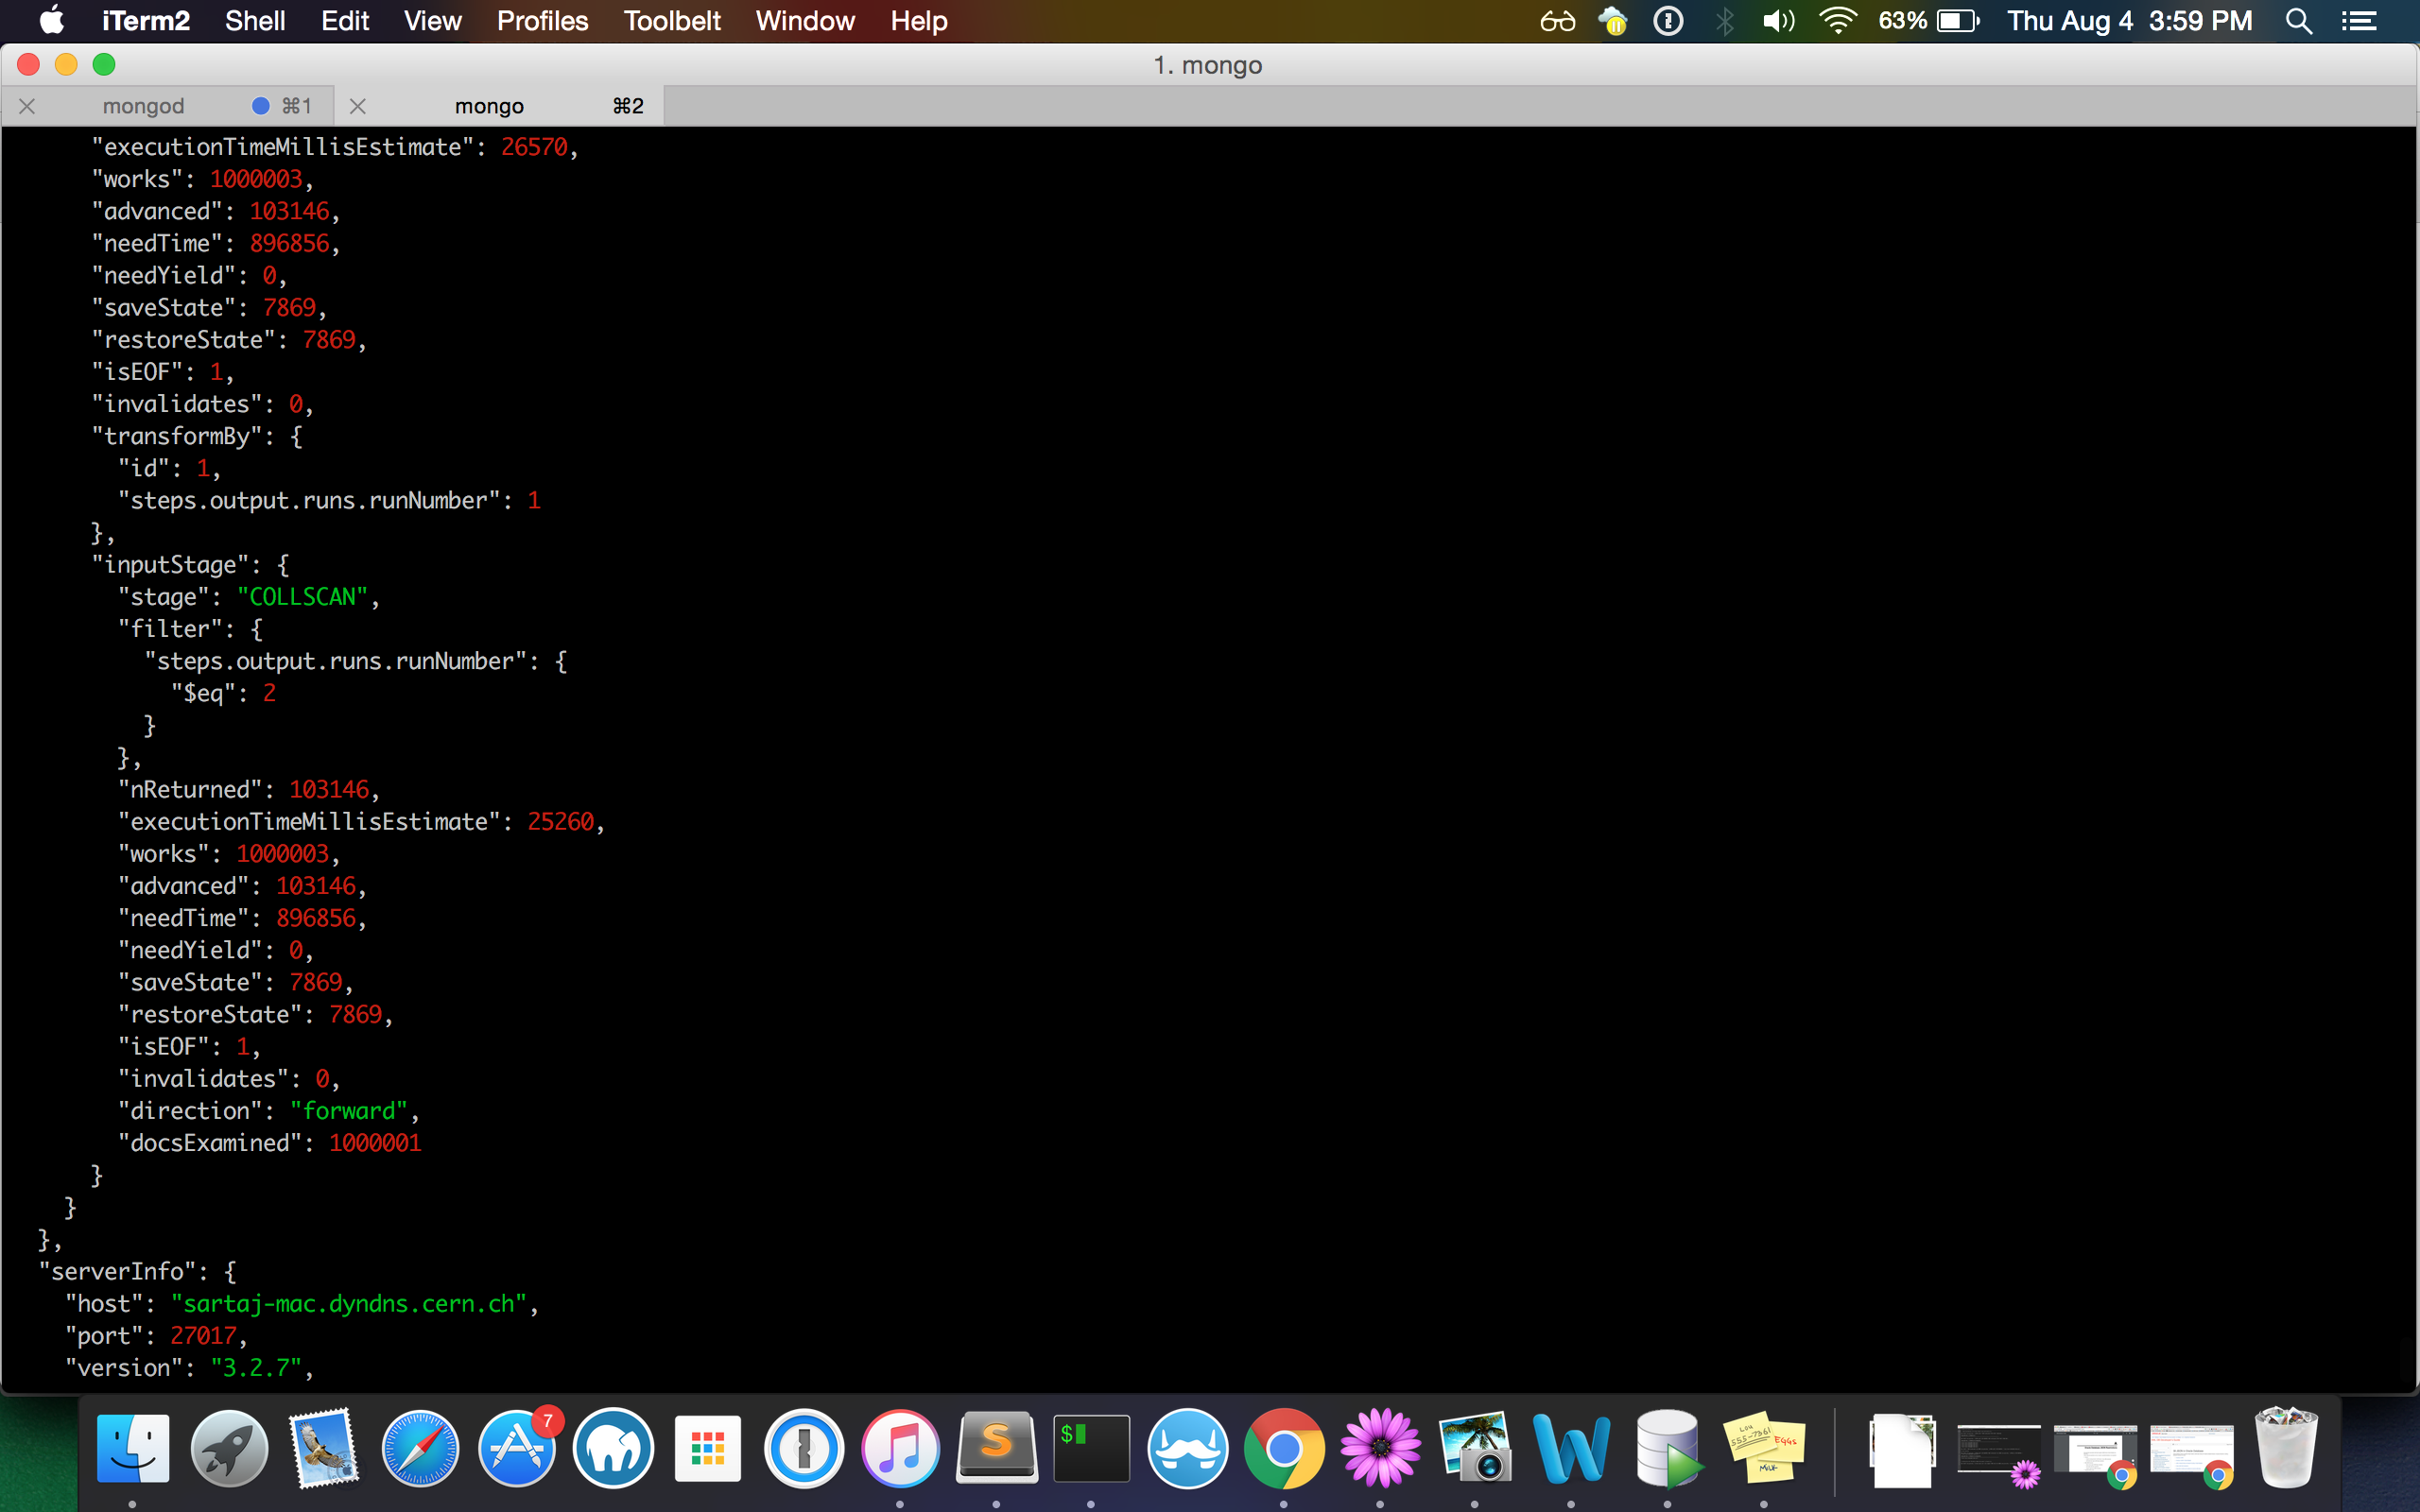 iTerm2 Shell Edit View Profiles Toolbelt Window Help 63% Thu Aug 4 3:59 PM
1. mongo
mongod ⌘1 mongo ⌘2
"executionTimeMillisEstimate": 26570,
"works": 1000003,
"advanced": 103146,
"needTime": 896856,
"needYield": 0,
"saveState": 7869,
"restoreState": 7869,
"isEOF": 1,
"invalidates": 0,
"transformBy": {
"id": 1,
"steps.output.runs.runNumber": 1
},
"inputStage": {
"stage": "COLLSCAN",
"filter": {
"steps.output.runs.runNumber": {
"$eq": 2
}
},
"nReturned": 103146,
"executionTimeMillisEstimate": 25260,
"works": 1000003,
"advanced": 103146,
"needTime": 896856,
"needYield": 0,
"saveState": 7869,
"restoreState": 7869,
"isEOF": 1,
"invalidates": 0,
"direction": "forward",
"docsExamined": 1000001
}
}
},
"serverInfo": {
"host": "sartaj-mac.dyndns.cern.ch",
"port": 27017,
"version": "3.2.7",
7
S
$
W
EGGS
MILK